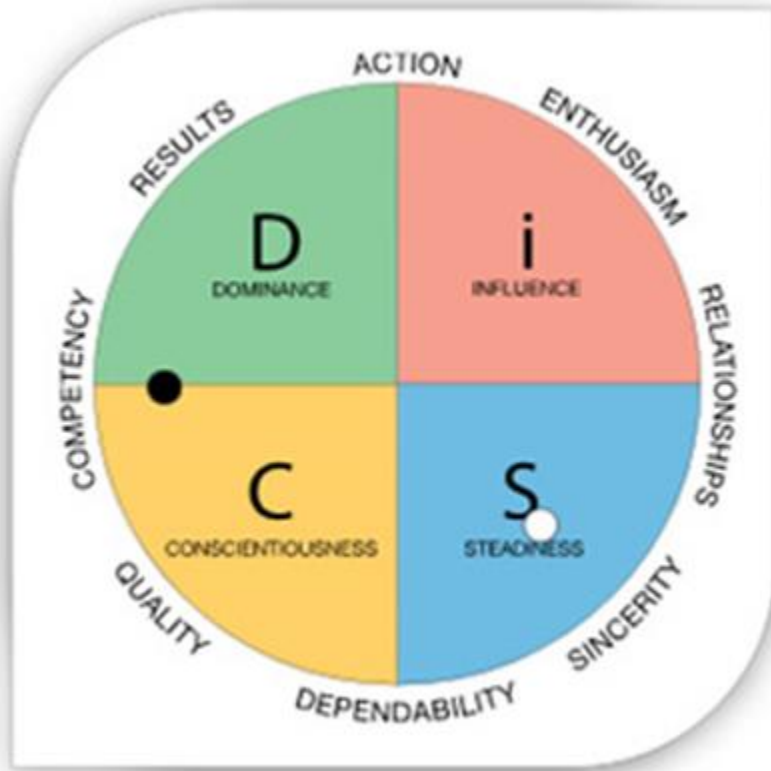 ACTION
RESULTS
ENTHUSIASM
D
DOMINANCE
i
INFLUENCE
COMPETENCY
RELATIONSHIPS
C
CONSCIENTIOUSNESS
S
STEADINESS
QUALITY
SINCERITY
DEPENDABILITY